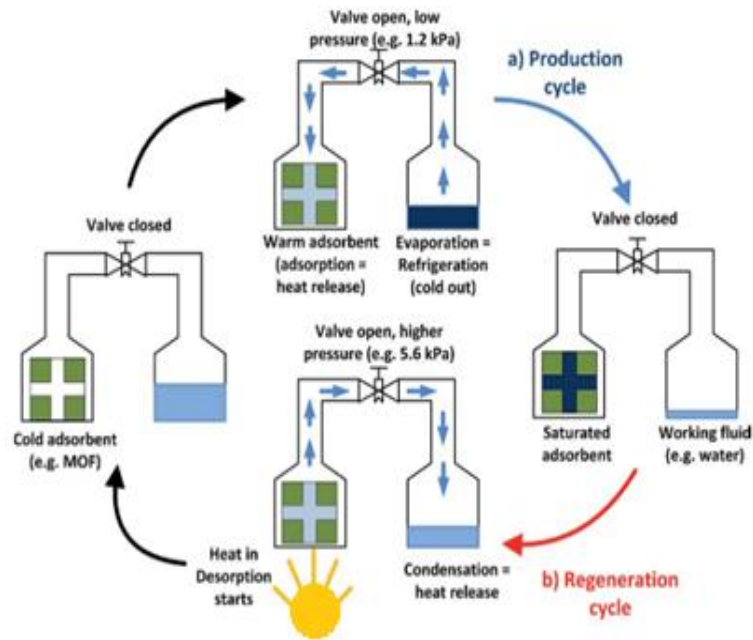 Valve open, low
pressure (e.g. 1.2 kPa)
a) Production
cycle
Valve closed
Warm adsorbent
(adsorption =
heat release)
Evaporation =
Refrigeration
(cold out)
Valve closed
Valve open, higher
pressure (e.g. 5.6 kPa)
Cold adsorbent
(e.g. MOF)
Saturated
adsorbent
Working fluid
(e.g. water)
Heat in
Desorption
starts
Condensation =
heat release
b) Regeneration
cycle